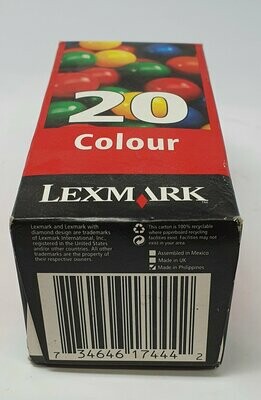 20
Colour
LEXMARK
Lexmark and Lexmark with
diamond design are trademarks
of Lexmark International, Inc.,
registered in the United States
and/or other countries.
All other trademarks are the property
of their respective owners.
This carton is 100% recyclable
where paperboard recycling
facilities exist. Facilities may not
exist in your area.
Assembled in Mexico
Made in UK
Made in Philippines
7 34646 17444 2